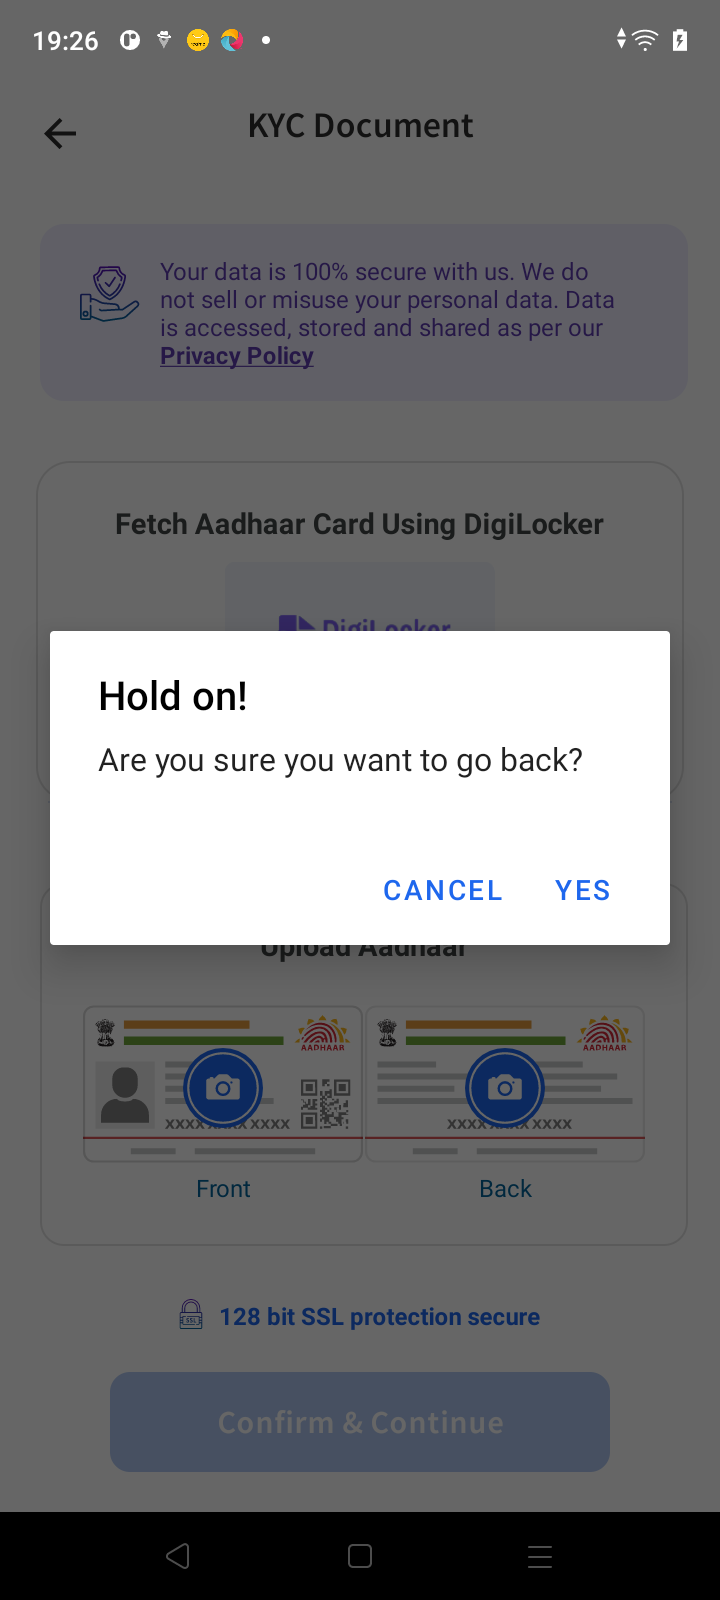 19:26
KYC Document
Your data is 100% secure with us. We do
not sell or misuse your personal data. Data
is accessed, stored and shared as per our
Privacy Policy
Fetch Aadhaar Card Using DigiLocker
DigiLocker
Hold on!
Are you sure you want to go back?
CANCEL YES
Upload Aadhaar
AADHAAR AADHAAR
XXXX XXXX XXXX XXXX XXXX
Front Back
SSL 128 bit SSL protection secure
Confirm & Continue